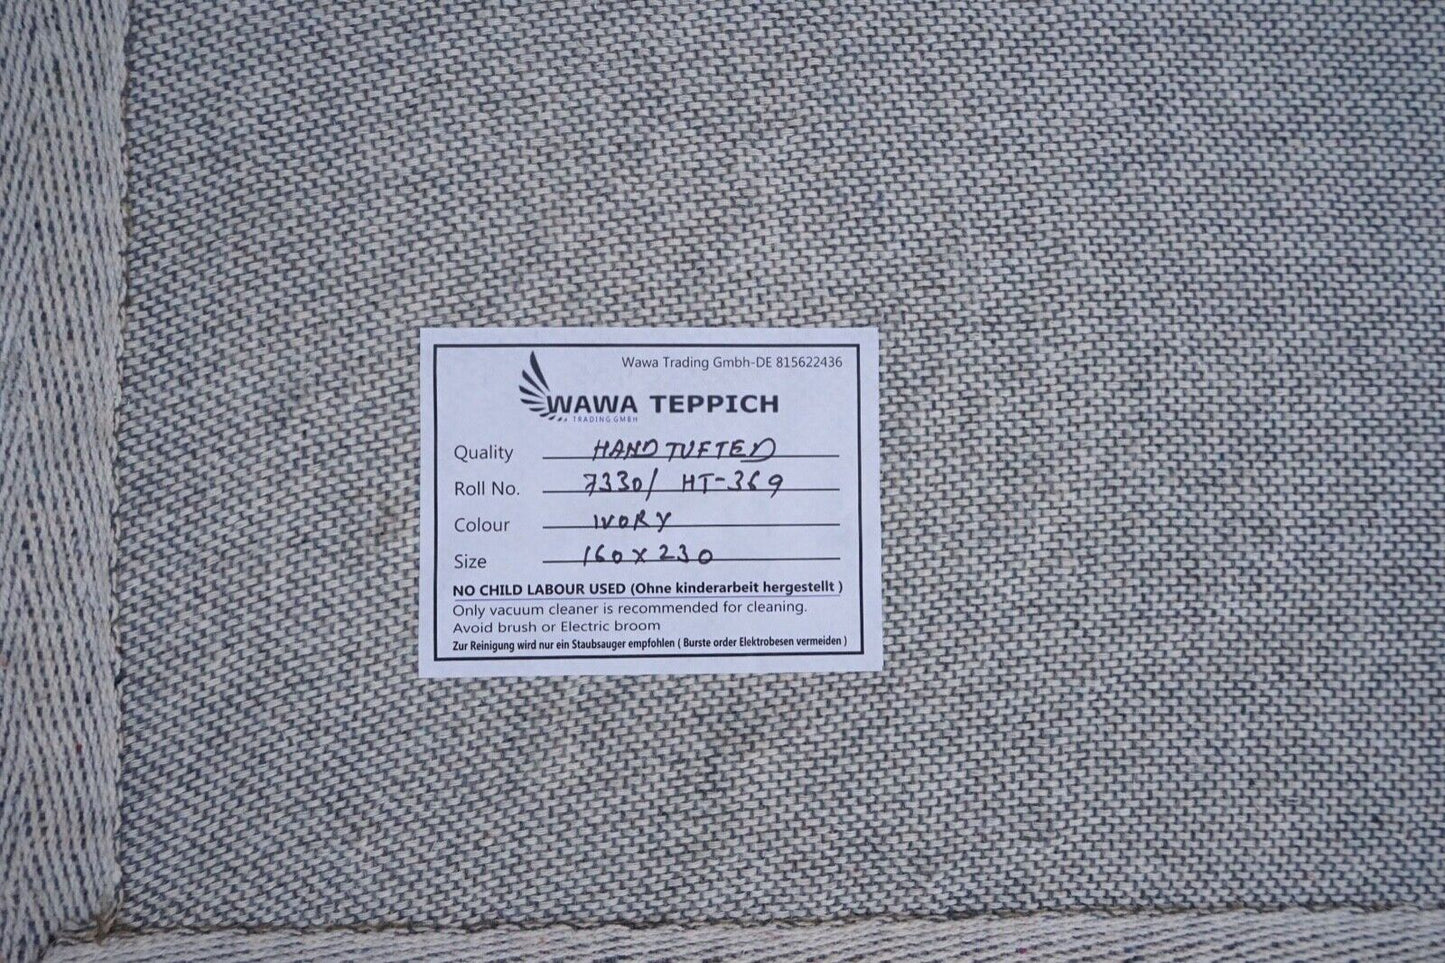 Wawa Trading Gmbh-DE 815622436
WAWA TEPPICH
TRADING GMBH
Quality HAND TUFTED
Roll No. 7330/ HT-369
Colour IVORY
Size 160 x 230
NO CHILD LABOUR USED (Ohne kinderarbeit hergestellt )
Only vacuum cleaner is recommended for cleaning.
Avoid brush or Electric broom
Zur Reinigung wird nur ein Staubsauger empfohlen ( Burste order Elektrobesen vermeiden )